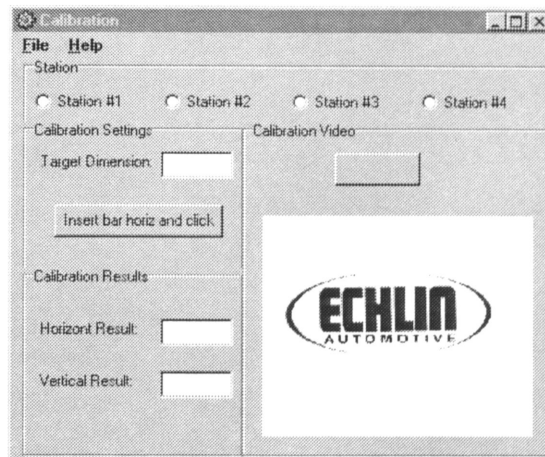 Calibration
File Help
Station
Station #1 Station #2 Station #3 Station #4
Calibration Settings
Target Dimension:
Insert bar horiz and click
Calibration Results
Horizont Result:
Vertical Result:
Calibration Video
ECHLIN
AUTOMOTIVE